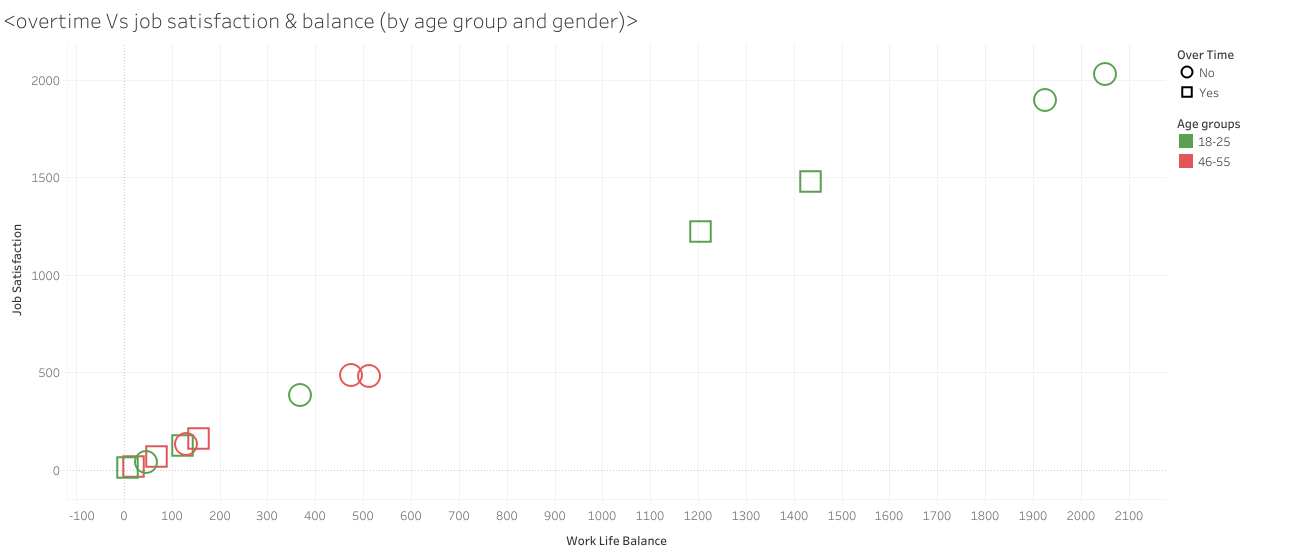 <overtime Vs job satisfaction & balance (by age group and gender)>
Over Time
No
Yes
Age groups
18-25
46-55
Job Satisfaction
2000
1500
1000
500
0
-100 0 100 200 300 400 500 600 700 800 900 1000 1100 1200 1300 1400 1500 1600 1700 1800 1900 2000 2100
Work Life Balance